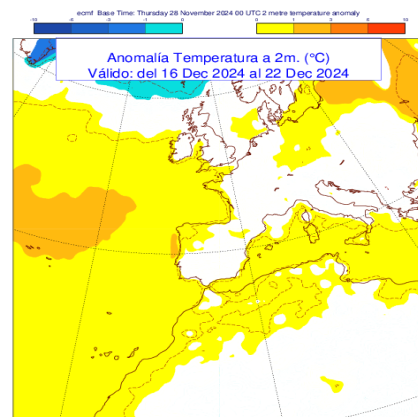 ecmf Base Time: Thursday 28 November 2024 00 UTC 2 metre temperature anomaly
Anomalía Temperatura a 2m. (°C)
Válido: del 16 Dec 2024 al 22 Dec 2024